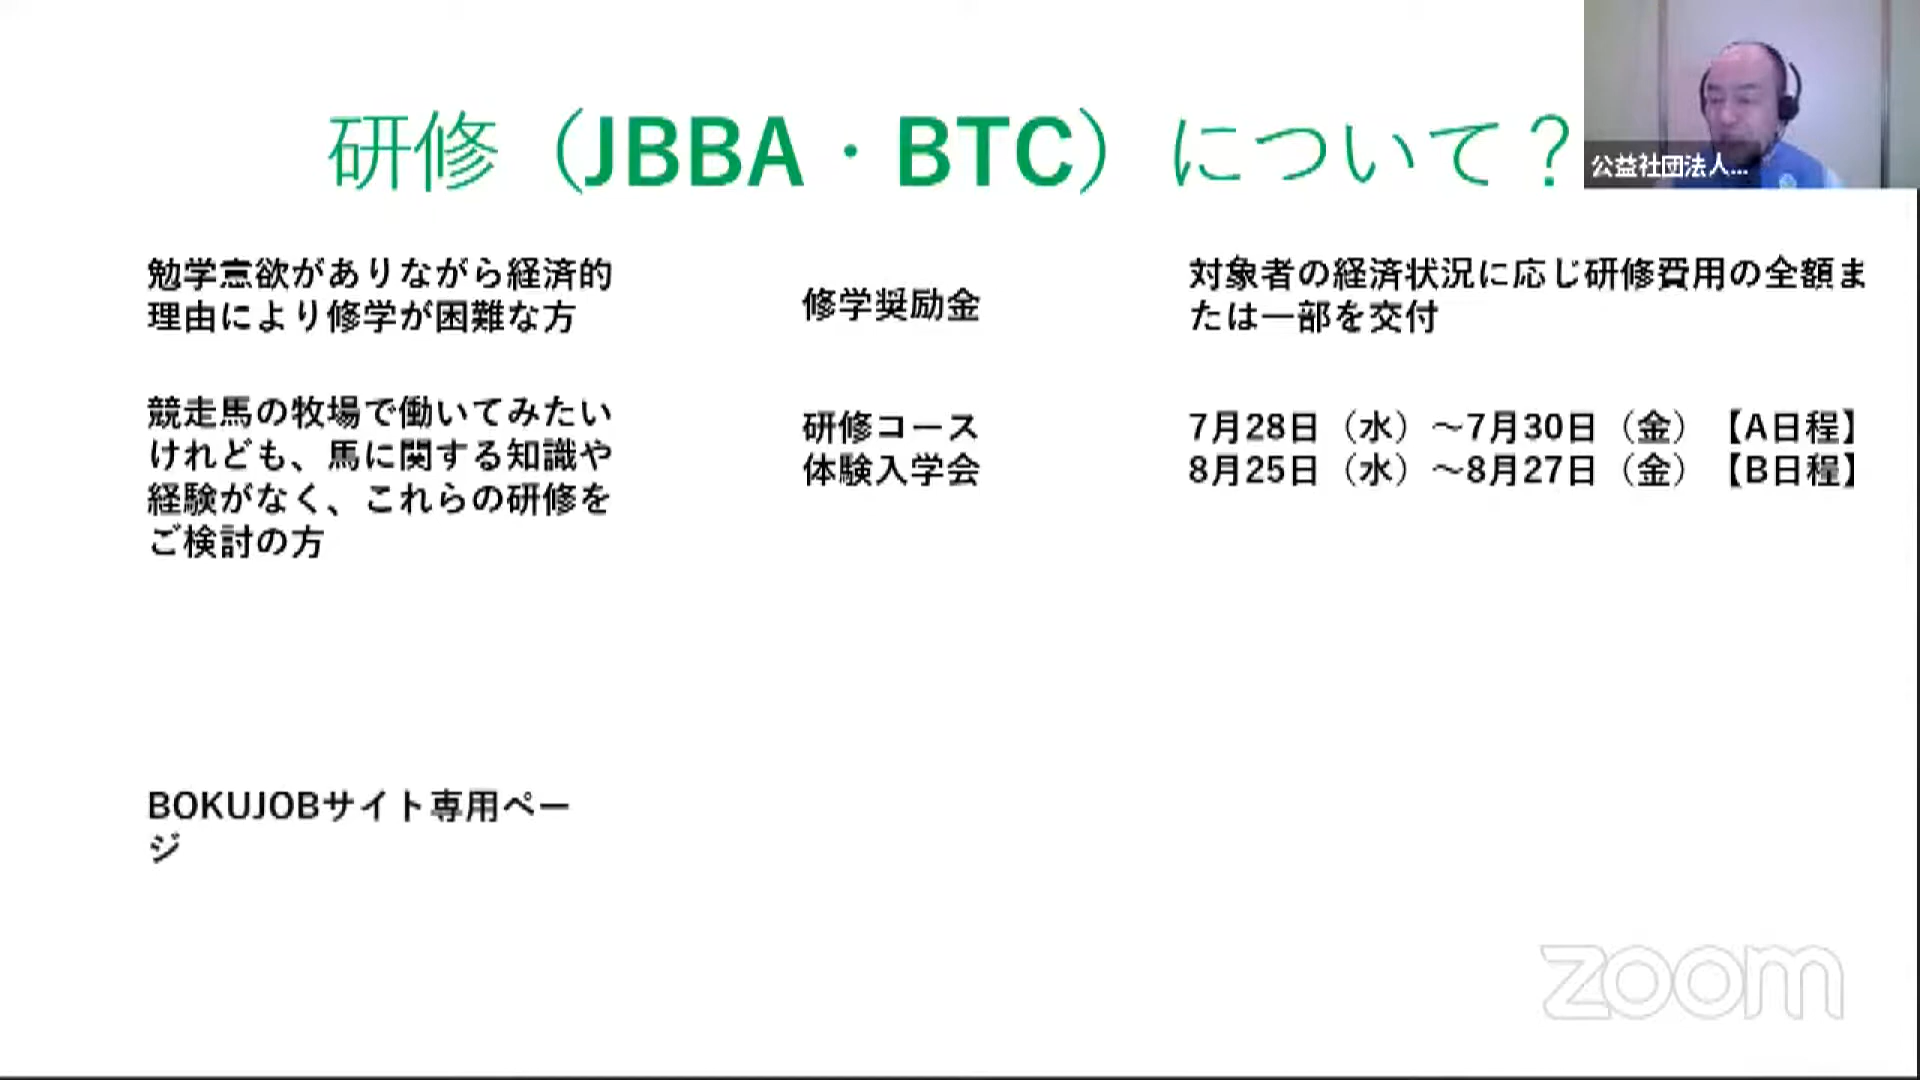 研修（JBBA・BTC）について？
公益社団法人...
勉学意欲がありながら経済的
理由により修学が困難な方
修学奨励金
対象者の経済状況に応じ研修費用の全額ま
たは一部を交付
競走馬の牧場で働いてみたい
けれども、馬に関する知識や
経験がなく、これらの研修を
ご検討の方
研修コース
体験入学会
7月28日（水）～7月30日（金）【A日程】
8月25日（水）～8月27日（金）【B日程】
BOKUJOBサイト専用ペー
ジ
zoom